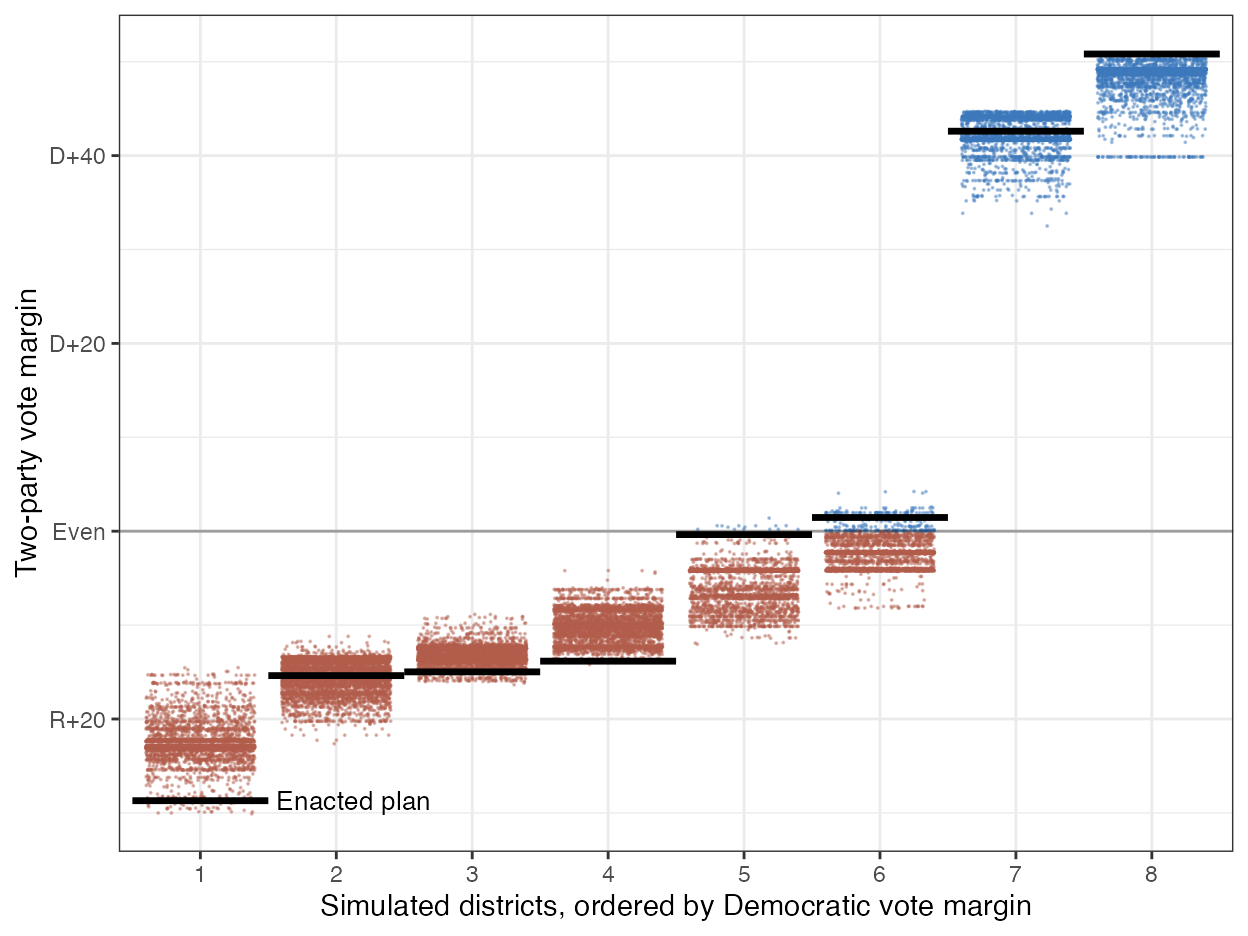 Two-party vote margin
D+40
D+20
Even
R+20
Enacted plan
1 2 3 4 5 6 7 8
Simulated districts, ordered by Democratic vote margin